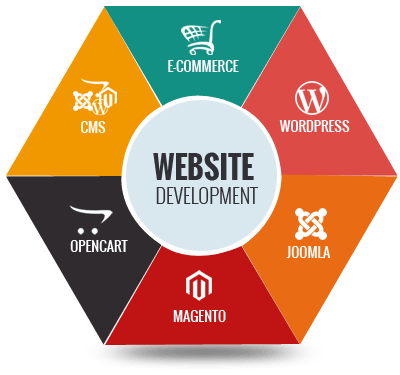 E-COMMERCE
CMS
WORDPRESS
WEBSITE
DEVELOPMENT
OPENCART
JOOMLA
MAGENTO